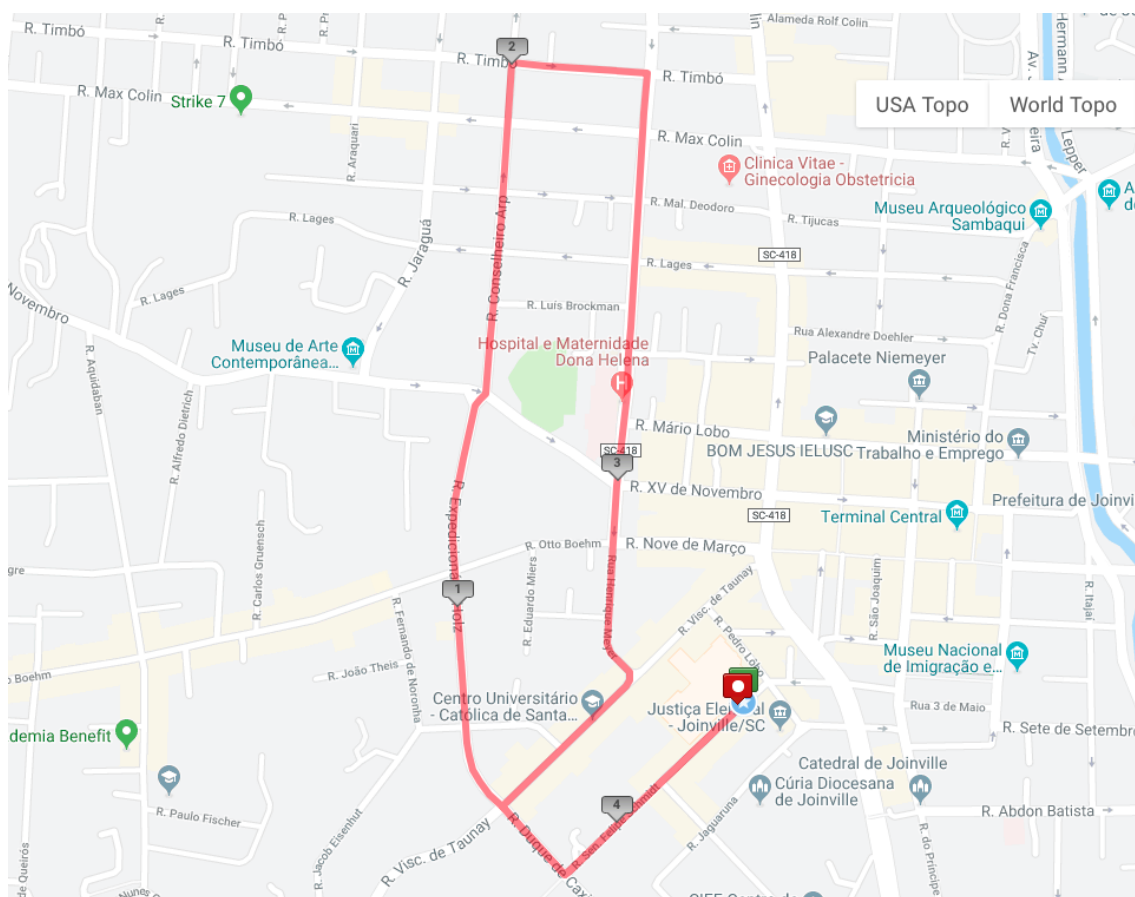 Alameda Rolf Colin
R. Timbó
R. Timbó
2
R. Timbó
R. Timbó
USA Topo
World Topo
R. Max Colin
Strike 7
R. Max Colin
R. Araquari
Clinica Vitae -
Ginecologia Obstetricia
R. Mal. Deodoro
R. Tijucas
Museu Arqueológico
Sambaqui
R. Lages
R. Jaraguá
R. Conselheiro Arp
SC-418
R. Lages
R. Dona Francisca
Novembro
R. Lages
R. Luís Brockman
Tv. Chuí
Rua Alexandre Doehler
Museu de Arte
Contemporânea...
Hospital e Maternidade
Dona Helena
Palacete Niemeyer
R. Aquidaban
R. Alfredo Dietrich
R. Mário Lobo
BOM JESUS IELUSC
Ministério do
Trabalho e Emprego
SC-418
3
R. XV de Novembro
Prefeitura de Joinvi
SC-418
Terminal Central
R. Carlos Gruensch
R. Otto Boehm
R. Nove de Março
R. Eduardo Miers
1
R. Fernando de Noronha
Rua Henrique Meyer
R. Visc. de Taunay
R. São Joaquim
R. Itajaí
R. Pedro Lobo
R. João Theis
Museu Nacional
de Imigração e...
Boehm
Centro Universitário
- Católica de Santa...
Justiça Eleitoral
- Joinville/SC
Rua 3 de Maio
R. Sete de Setembro
demia Benefit
Catedral de Joinville
Cúria Diocesana
de Joinville
4
R. Sen. Felipe Schmidt
R. Paulo Fischer
R. Jacob Eisenhut
R. Visc. de Taunay
R. Duque de Caxi
R. Jaguaruna
R. do Príncipe
R. Abdon Batista
de Queirós